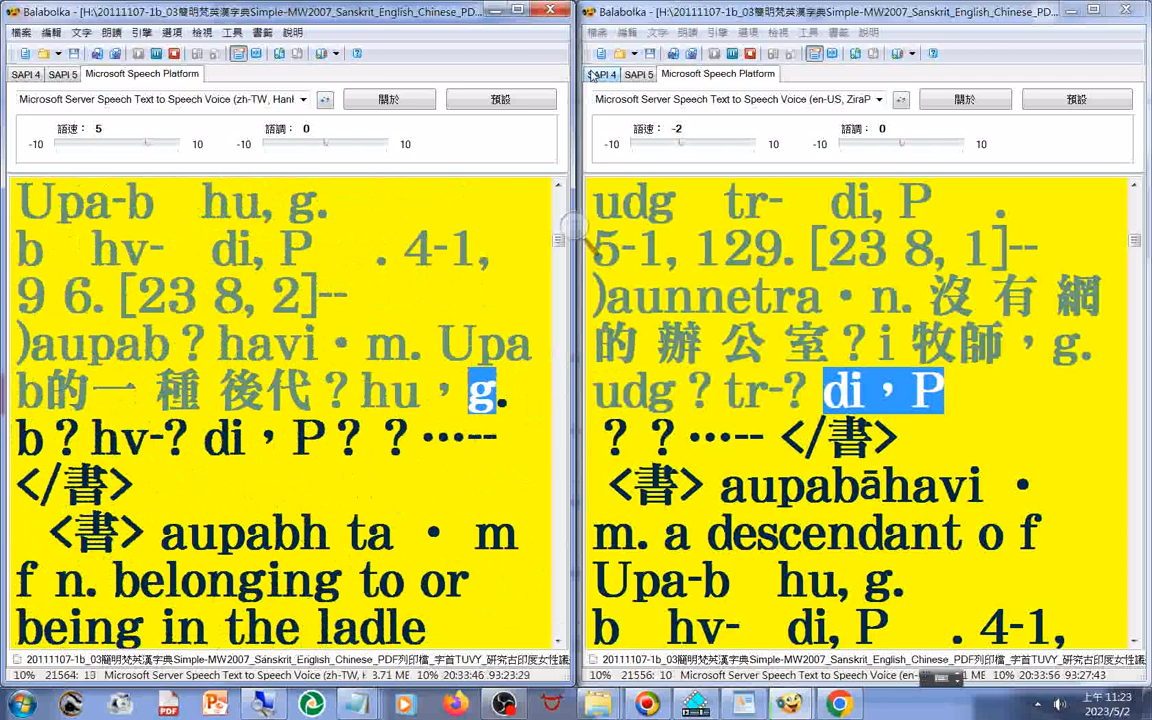 Balabolka - [H:\20111107-1b_03簡明梵英漢字典Simple-MW2007_Sanskrit_English_Chinese_PD...
檔案 編輯 文字 朗讀 引擎 選項 檢視 工具 書籤 說明
SAPI 4 SAPI 5 Microsoft Speech Platform
Microsoft Server Speech Text to Speech Voice (zh-TW, Hanl 關於 預設
語速： 5 語調： 0
-10 10 -10 10
Upa-b hu, g.
b hv- di, P . 4-1,
9 6. [23 8, 2]--
)aupab？havi・m. Upa
b的一 種 後代？hu，g.
b？hv-？di，P？？…--
</書>
<書> aupabh ta ・ m
f n. belonging to or
being in the ladle
20111107-1b_03簡明梵英漢字典Simple-MW2007_Sanskrit_English_Chinese_PDF列印檔_字首TUVY_研究古印度女性議
10% 21564: 13 Microsoft Speech Text to Speech Voice (zh-TW, H 3.71 ME 10% 20:33:46 93:23:29
Balabolka - [H:\20111107-1b_03簡明梵英漢字典Simple-MW2007_Sanskrit_English_Chinese_PD...
檔案 編輯 文字 朗讀 引擎 選項 檢視 工具 書籤 說明
SAPI 4 SAPI 5 Microsoft Speech Platform
Microsoft Server Speech Text to Speech Voice (en-US, ZiraP 關於 預設
語速： -2 語調： 0
-10 10 -10 10
udg tr- di, P .
5-1, 129. [23 8, 1]--
)aunnetra・n. 沒 有 網
的 辦 公 室？i 牧師，g.
udg？tr-？di，P
？？…-- </書>
<書> aupabāhavi ・
m. a descendant o f
Upa-b hu, g.
b hv- di, P . 4-1,
20111107-1b_03簡明梵英漢字典Simple-MW2007_Sanskrit_English_Chinese_PDF列印檔_字首TUVY_研究古印度女性議
10% 21556: 10 Microsoft Server Speech Text to Speech Voice (en-US ME 10% 20:33:56 93:27:43
上午 11:23
2023/5/2